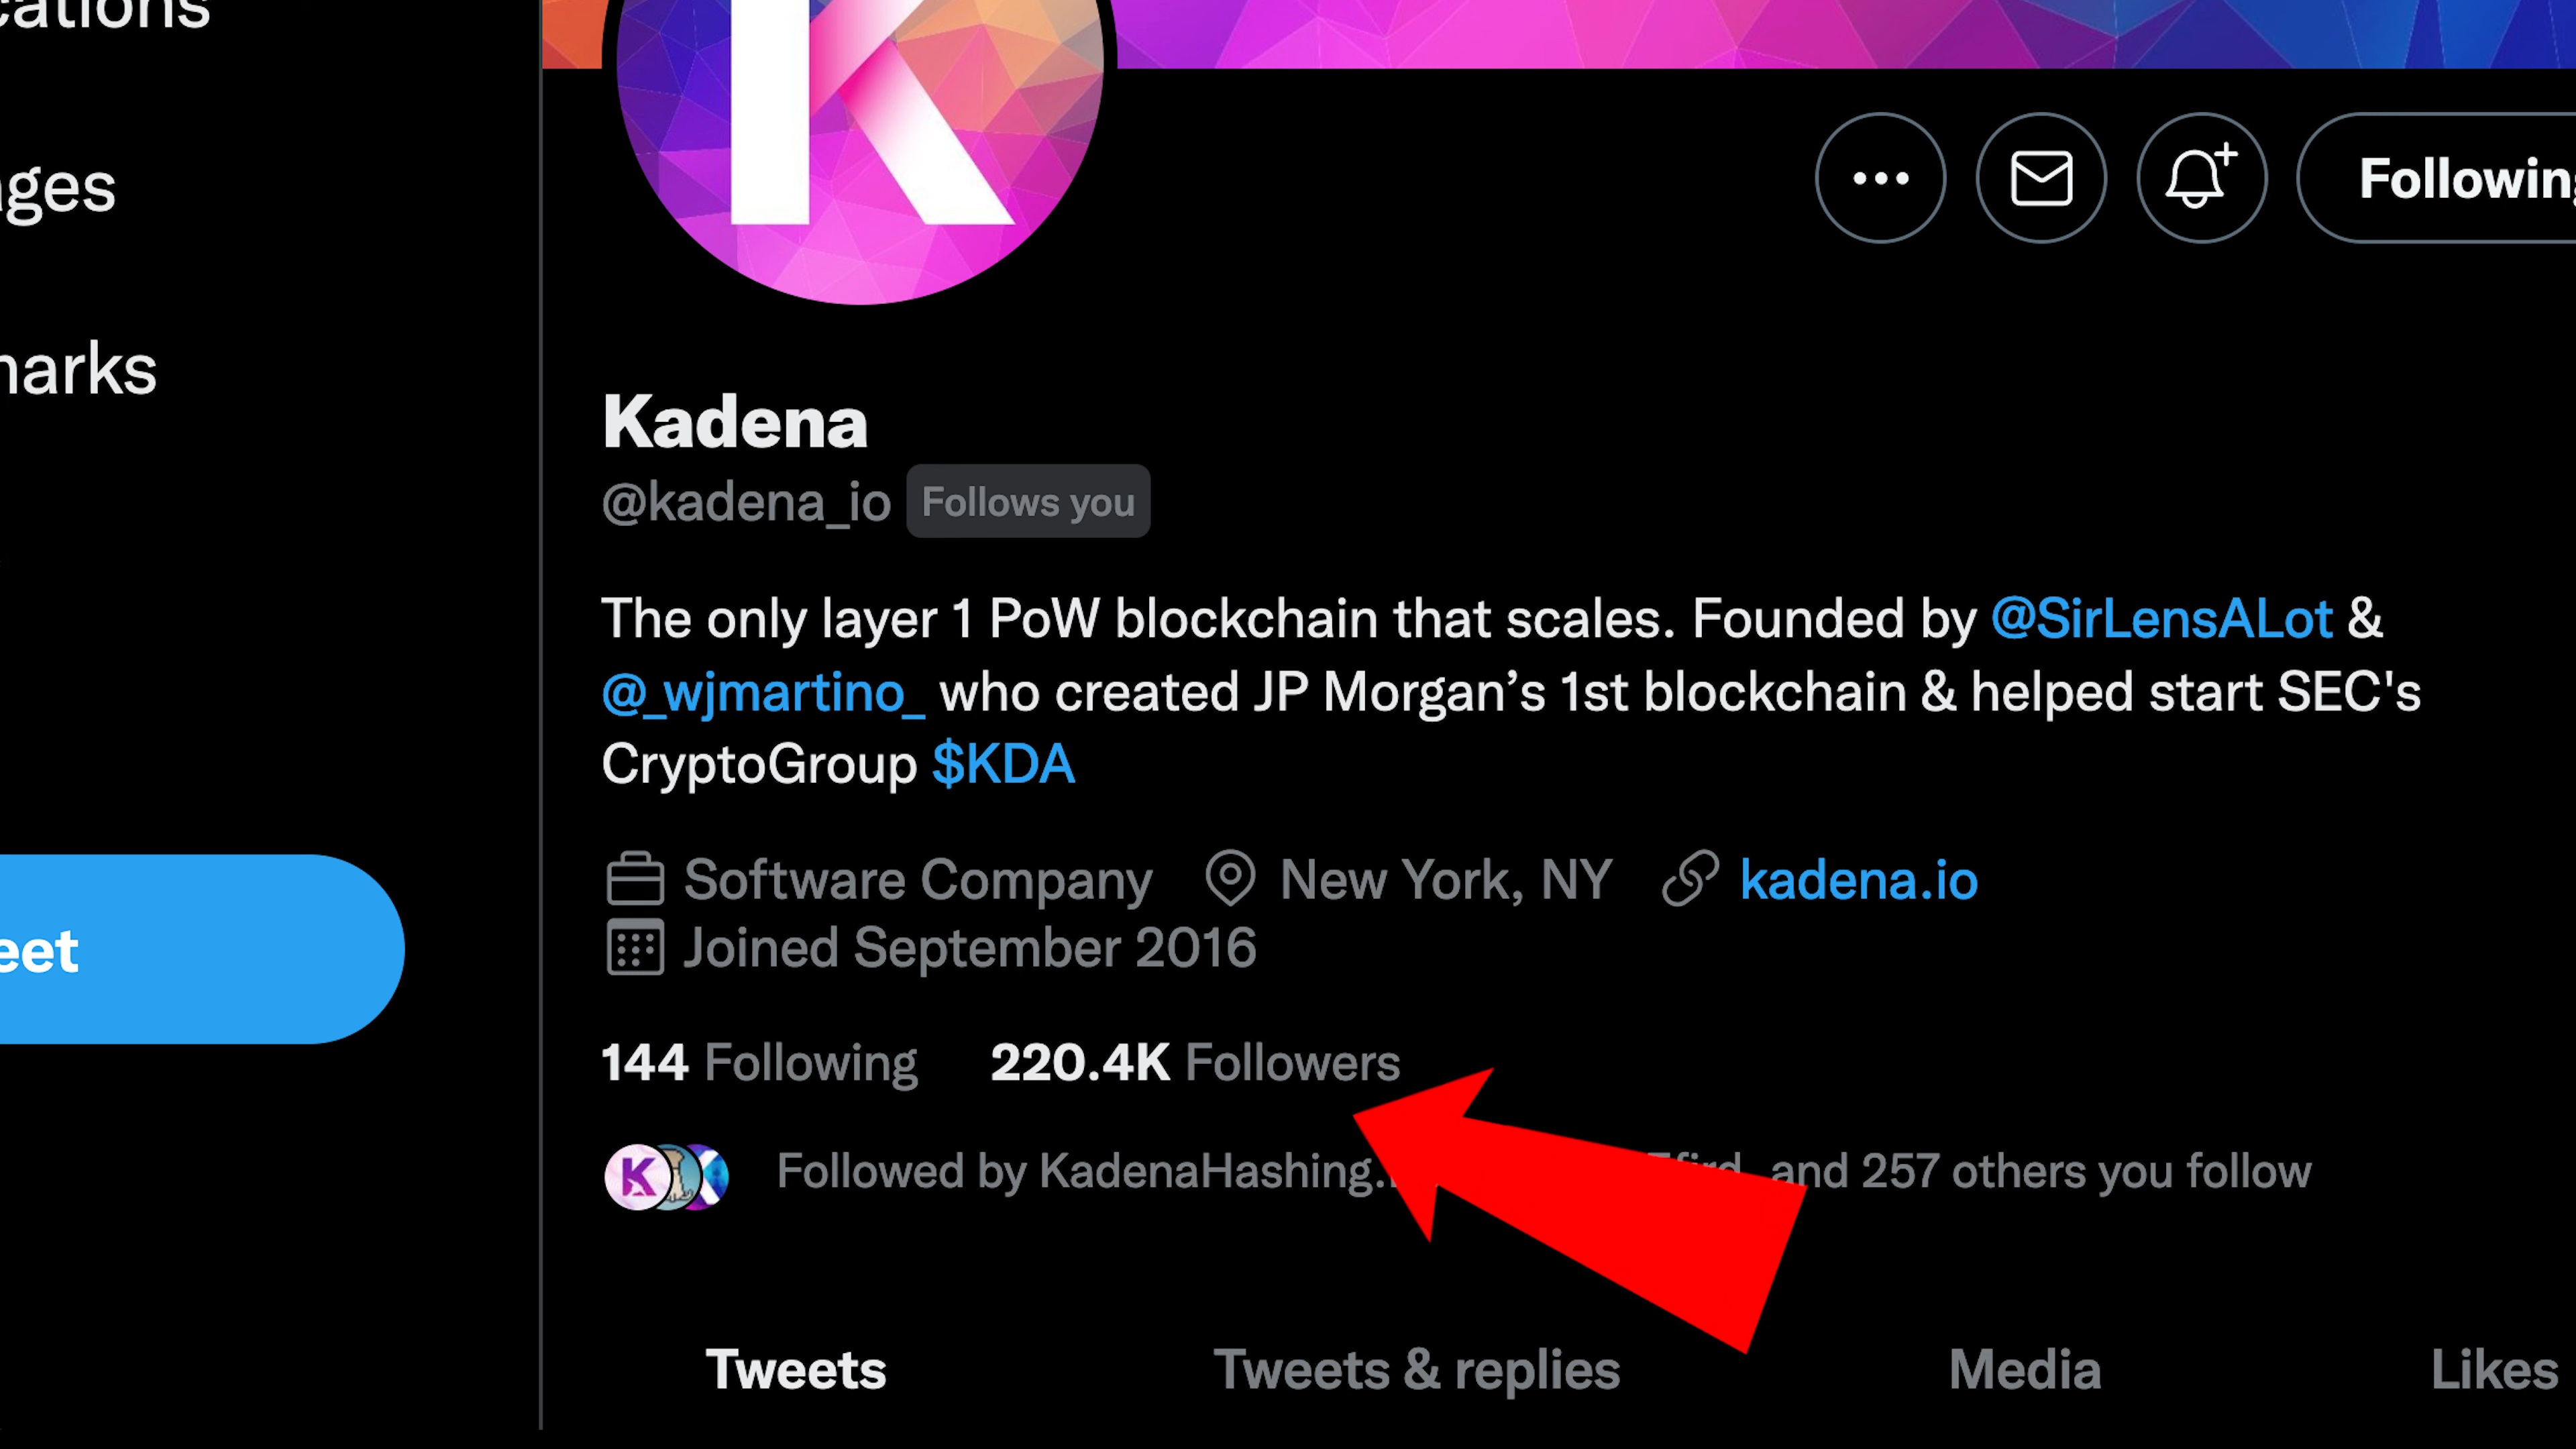 cations
ges
marks
eet
K
Following
Kadena
@kadena_io Follows you
The only layer 1 PoW blockchain that scales. Founded by @SirLensALot &
@_wjmartino_ who created JP Morgan’s 1st blockchain & helped start SEC's
CryptoGroup $KDA
Software Company New York, NY kadena.io
Joined September 2016
144 Following 220.4K Followers
Followed by KadenaHashing. and 257 others you follow
Tweets Tweets & replies Media Likes